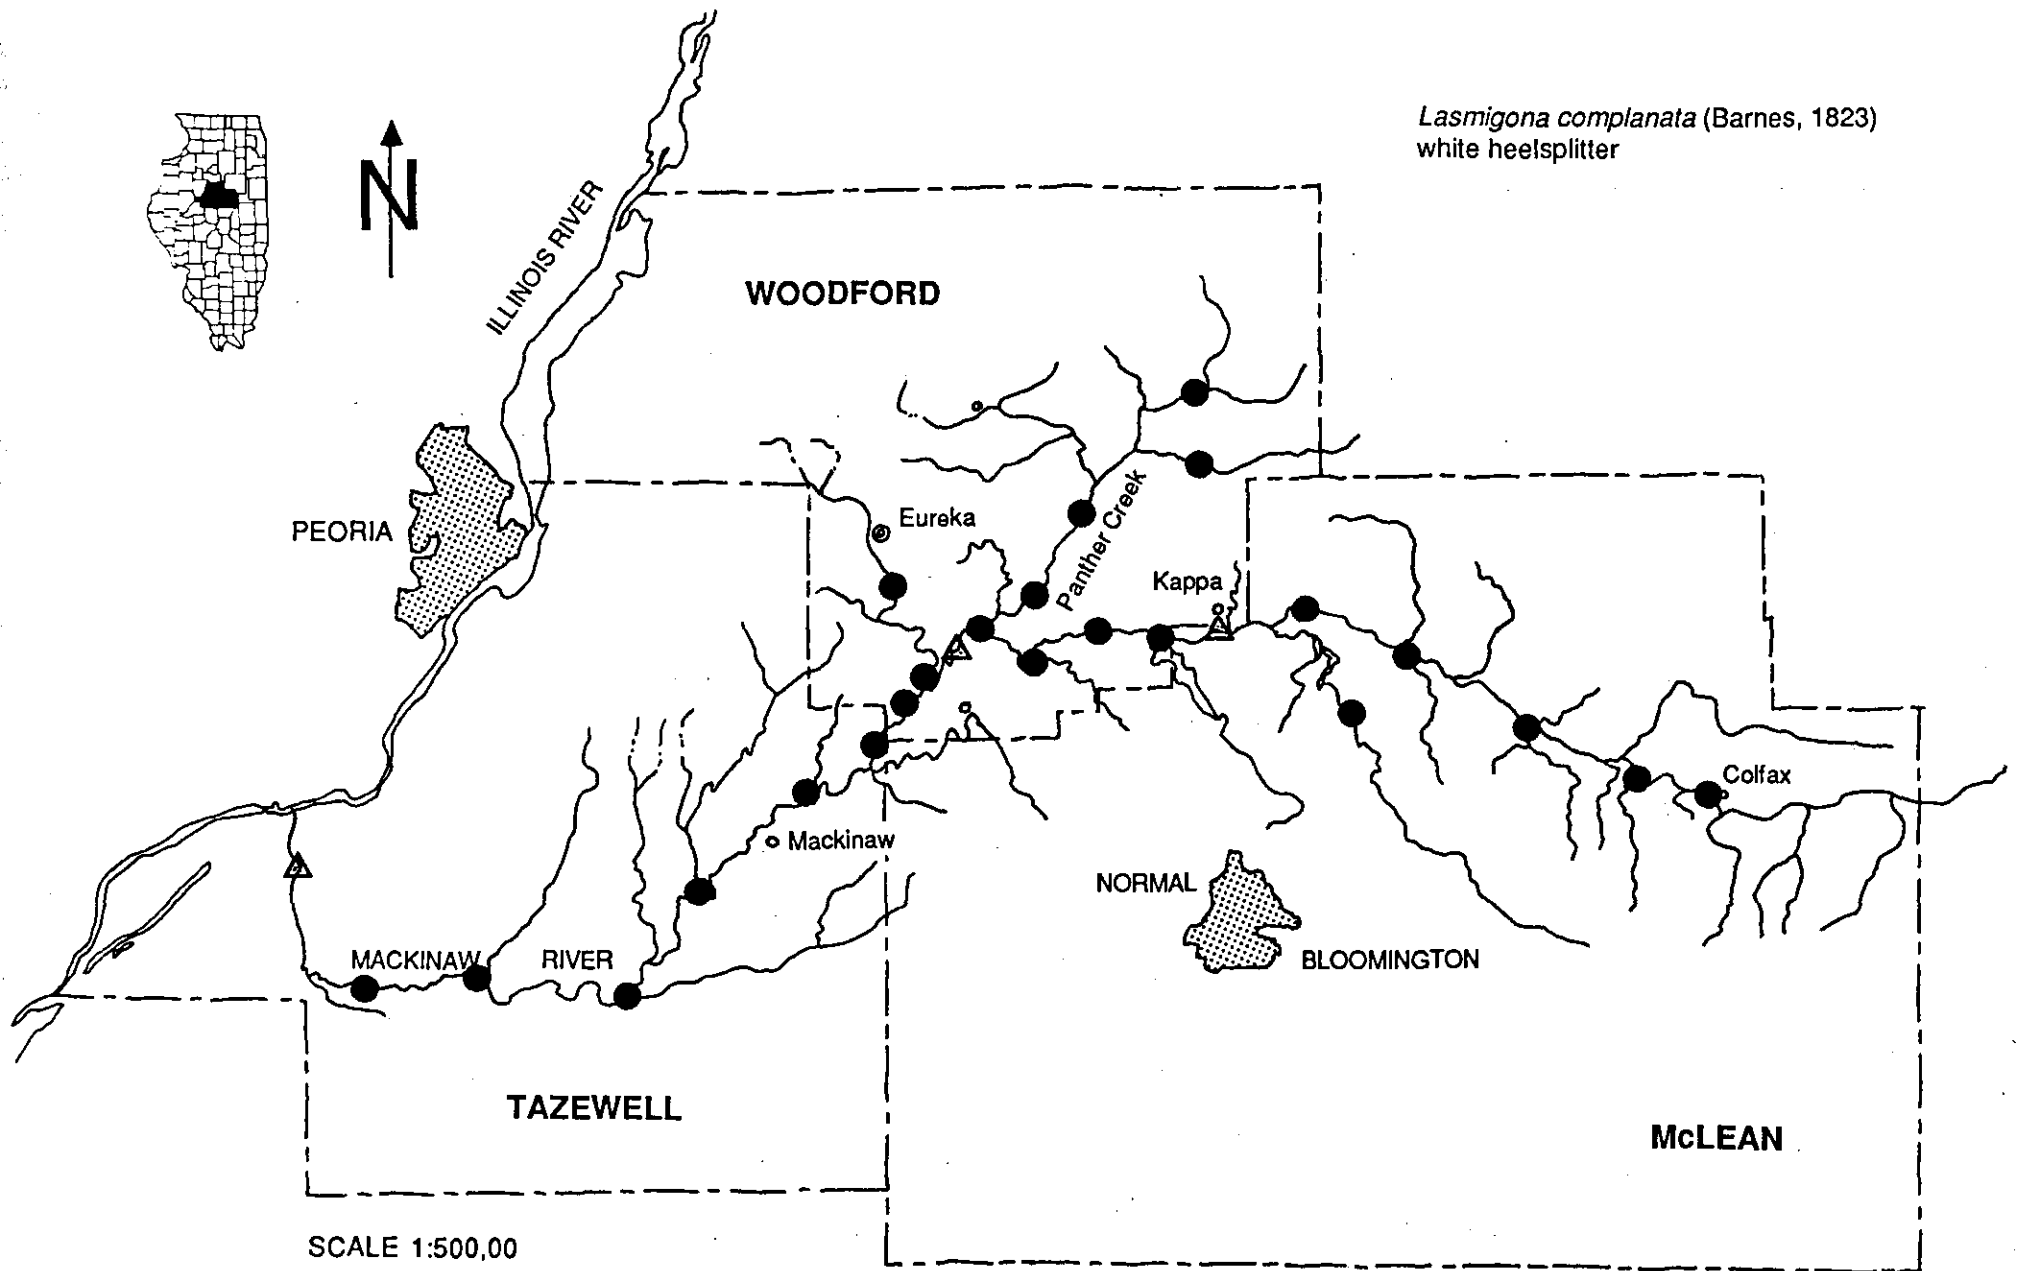 Lasmigona complanata (Barnes, 1823)
white heelsplitter
N
ILLINOIS RIVER
WOODFORD
PEORIA
Eureka
Panther Creek
Kappa
Colfax
Mackinaw
NORMAL
BLOOMINGTON
MACKINAW RIVER
TAZEWELL
McLEAN
SCALE 1:500,00